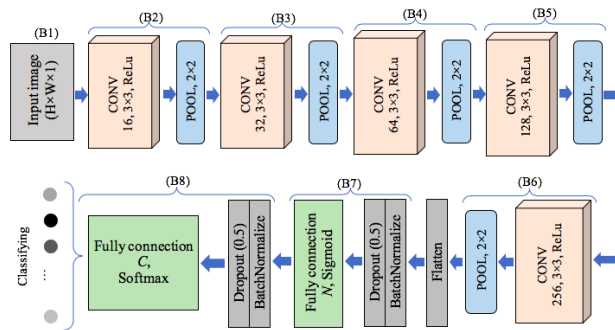 (B1)
(B2)
(B3)
(B4)
(B5)
Input image
(H×W×1)
CONV
16, 3×3, ReLu
POOL, 2×2
CONV
32, 3×3, ReLu
POOL, 2×2
CONV
64, 3×3, ReLu
POOL, 2×2
CONV
128, 3×3, ReLu
POOL, 2×2
(B8)
(B7)
(B6)
Classifying
...
Fully connection
C,
Softmax
Dropout (0.5)
BatchNormalize
Fully connection
N, Sigmoid
Dropout (0.5)
BatchNormalize
Flatten
POOL, 2×2
CONV
256, 3×3, ReLu